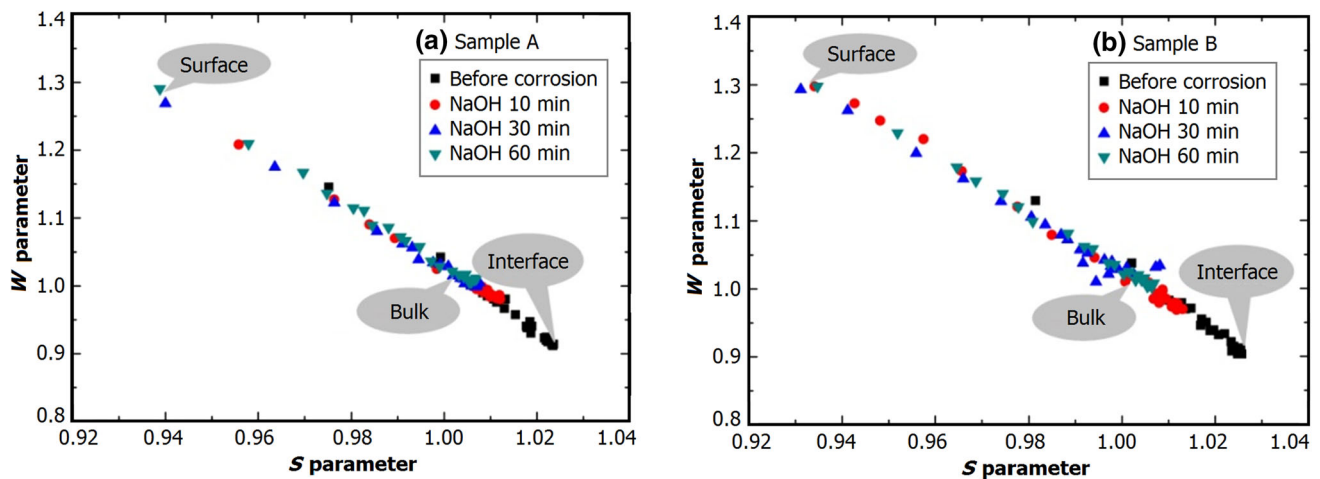 (a) Sample A
Before corrosion
NaOH 10 min
NaOH 30 min
NaOH 60 min
Surface
Interface
Bulk
1.4
1.3
1.2
1.1
1.0
0.9
0.8
W parameter
0.92 0.94 0.96 0.98 1.00 1.02 1.04
S parameter
(b) Sample B
Before corrosion
NaOH 10 min
NaOH 30 min
NaOH 60 min
Surface
Interface
Bulk
1.4
1.3
1.2
1.1
1.0
0.9
0.8
W parameter
0.92 0.94 0.96 0.98 1.00 1.02 1.04
S parameter